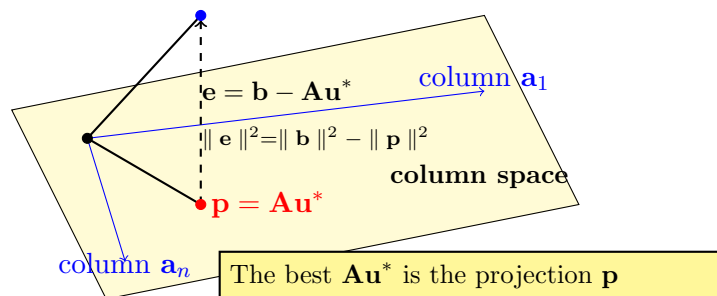 column 𝐚₁
𝐞 = 𝐛 − 𝐀𝐮*
‖ 𝐞 ‖²=‖ 𝐛 ‖² − ‖ 𝐩 ‖²
column space
𝐩 = 𝐀𝐮*
column 𝐚ₙ
The best 𝐀𝐮* is the projection 𝐩